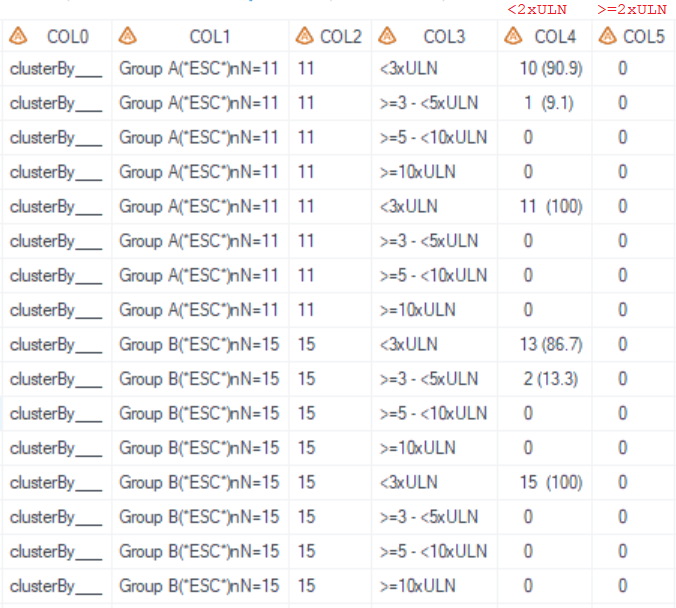 <2xULN >=2xULN
COL0 COL1 COL2 COL3 COL4 COL5
clusterBy___ Group A(*ESC*)nN=11 11 <3xULN 10 (90.9) 0
clusterBy___ Group A(*ESC*)nN=11 11 >=3 - <5xULN 1 (9.1) 0
clusterBy___ Group A(*ESC*)nN=11 11 >=5 - <10xULN 0 0
clusterBy___ Group A(*ESC*)nN=11 11 >=10xULN 0 0
clusterBy___ Group A(*ESC*)nN=11 11 <3xULN 11 (100) 0
clusterBy___ Group A(*ESC*)nN=11 11 >=3 - <5xULN 0 0
clusterBy___ Group A(*ESC*)nN=11 11 >=5 - <10xULN 0 0
clusterBy___ Group A(*ESC*)nN=11 11 >=10xULN 0 0
clusterBy___ Group B(*ESC*)nN=15 15 <3xULN 13 (86.7) 0
clusterBy___ Group B(*ESC*)nN=15 15 >=3 - <5xULN 2 (13.3) 0
clusterBy___ Group B(*ESC*)nN=15 15 >=5 - <10xULN 0 0
clusterBy___ Group B(*ESC*)nN=15 15 >=10xULN 0 0
clusterBy___ Group B(*ESC*)nN=15 15 <3xULN 15 (100) 0
clusterBy___ Group B(*ESC*)nN=15 15 >=3 - <5xULN 0 0
clusterBy___ Group B(*ESC*)nN=15 15 >=5 - <10xULN 0 0
clusterBy___ Group B(*ESC*)nN=15 15 >=10xULN 0 0